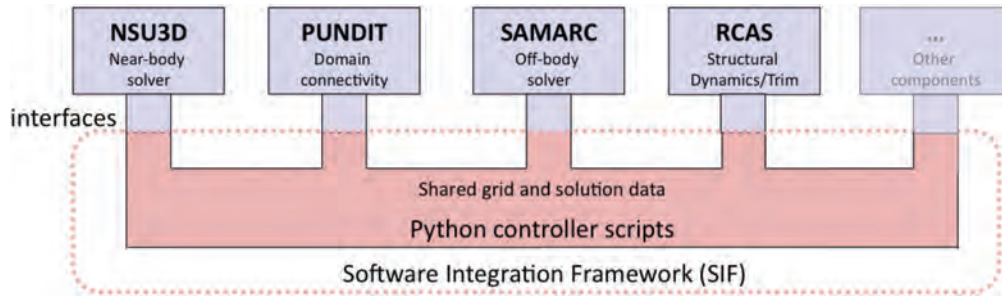 NSU3D
Near-body
solver
PUNDIT
Domain
connectivity
SAMARC
Off-body
solver
RCAS
Structural
Dynamics/Trim
...
Other
components
interfaces
Shared grid and solution data
Python controller scripts
Software Integration Framework (SIF)